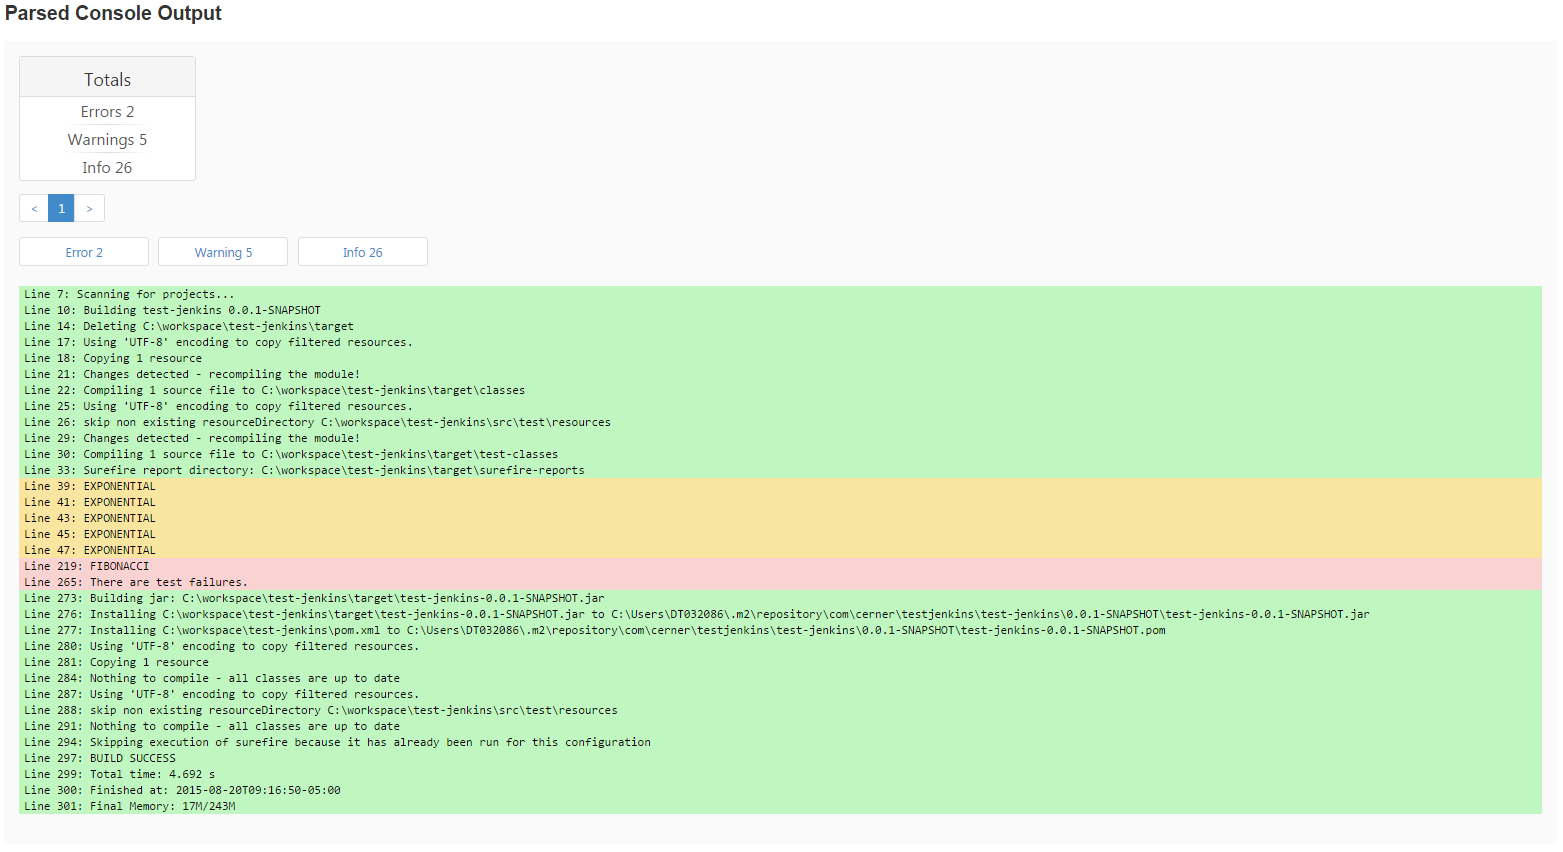 Parsed Console Output
Totals
Errors 2
Warnings 5
Info 26
< 1 >
Error 2 Warning 5 Info 26
Line 7: Scanning for projects...
Line 10: Building test-jenkins 0.0.1-SNAPSHOT
Line 14: Deleting C:\workspace\test-jenkins\target
Line 17: Using 'UTF-8' encoding to copy filtered resources.
Line 18: Copying 1 resource
Line 21: Changes detected - recompiling the module!
Line 22: Compiling 1 source file to C:\workspace\test-jenkins\target\classes
Line 25: Using 'UTF-8' encoding to copy filtered resources.
Line 26: skip non existing resourceDirectory C:\workspace\test-jenkins\src\test\resources
Line 29: Changes detected - recompiling the module!
Line 30: Compiling 1 source file to C:\workspace\test-jenkins\target\test-classes
Line 33: Surefire report directory: C:\workspace\test-jenkins\target\surefire-reports
Line 39: EXPONENTIAL
Line 41: EXPONENTIAL
Line 43: EXPONENTIAL
Line 45: EXPONENTIAL
Line 47: EXPONENTIAL
Line 219: FIBONACCI
Line 265: There are test failures.
Line 273: Building jar: C:\workspace\test-jenkins\target\test-jenkins-0.0.1-SNAPSHOT.jar
Line 276: Installing C:\workspace\test-jenkins\target\test-jenkins-0.0.1-SNAPSHOT.jar to C:\Users\DT032086\.m2\repository\com\cerner\testjenkins\test-jenkins\0.0.1-SNAPSHOT\test-jenkins-0.0.1-SNAPSHOT.jar
Line 277: Installing C:\workspace\test-jenkins\pom.xml to C:\Users\DT032086\.m2\repository\com\cerner\testjenkins\test-jenkins\0.0.1-SNAPSHOT\test-jenkins-0.0.1-SNAPSHOT.pom
Line 280: Using 'UTF-8' encoding to copy filtered resources.
Line 281: Copying 1 resource
Line 284: Nothing to compile - all classes are up to date
Line 287: Using 'UTF-8' encoding to copy filtered resources.
Line 288: skip non existing resourceDirectory C:\workspace\test-jenkins\src\test\resources
Line 291: Nothing to compile - all classes are up to date
Line 294: Skipping execution of surefire because it has already been run for this configuration
Line 297: BUILD SUCCESS
Line 299: Total time: 4.692 s
Line 300: Finished at: 2015-08-20T09:16:50-05:00
Line 301: Final Memory: 17M/243M